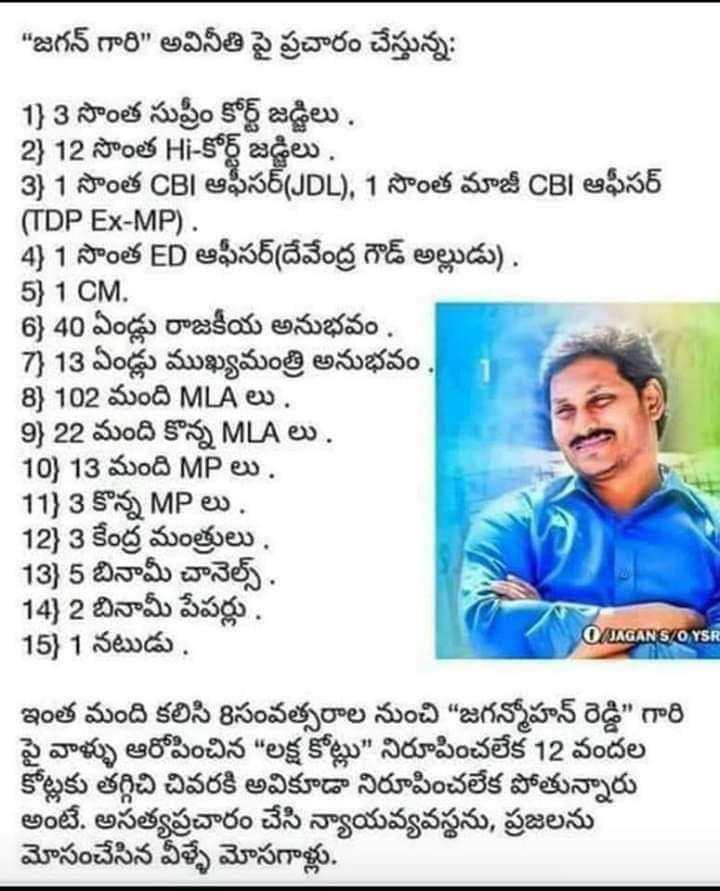 “జగన్ గారి” అవినీతి పై ప్రచారం చేస్తున్న:
1} 3 సొంత సుప్రీం కోర్ట్ జడ్జిలు .
2} 12 సొంత Hi-కోర్ట్ జడ్జిలు .
3} 1 సొంత CBI ఆఫీసర్(JDL), 1 సొంత మాజీ CBI ఆఫీసర్
(TDP Ex-MP) .
4} 1 సొంత ED ఆఫీసర్(దేవేంద్ర గౌడ్ అల్లుడు) .
5} 1 CM.
6} 40 ఏండ్లు రాజకీయ అనుభవం .
7} 13 ఏండ్లు ముఖ్యమంత్రి అనుభవం .
8} 102 మంది MLA లు .
9} 22 మంది కొన్న MLA లు .
10} 13 మంది MP లు .
11} 3 కొన్న MP లు .
12} 3 కేంద్ర మంత్రులు .
13} 5 బినామీ చానెల్స్ .
14} 2 బినామీ పేపర్లు .
15} 1 నటుడు .
1
/JAGAN S/O YSR
ఇంత మంది కలిసి 8సంవత్సరాల నుంచి “జగన్మోహన్ రెడ్డి” గారి
పై వాళ్ళు ఆరోపించిన “లక్ష కోట్లు” నిరూపించలేక 12 వందల
కోట్లకు తగ్గిచి చివరకి అవికూడా నిరూపించలేక పోతున్నారు
అంటే. అసత్యప్రచారం చేసి న్యాయవ్యవస్థను, ప్రజలను
మోసంచేసిన వీళ్ళే మోసగాళ్లు.